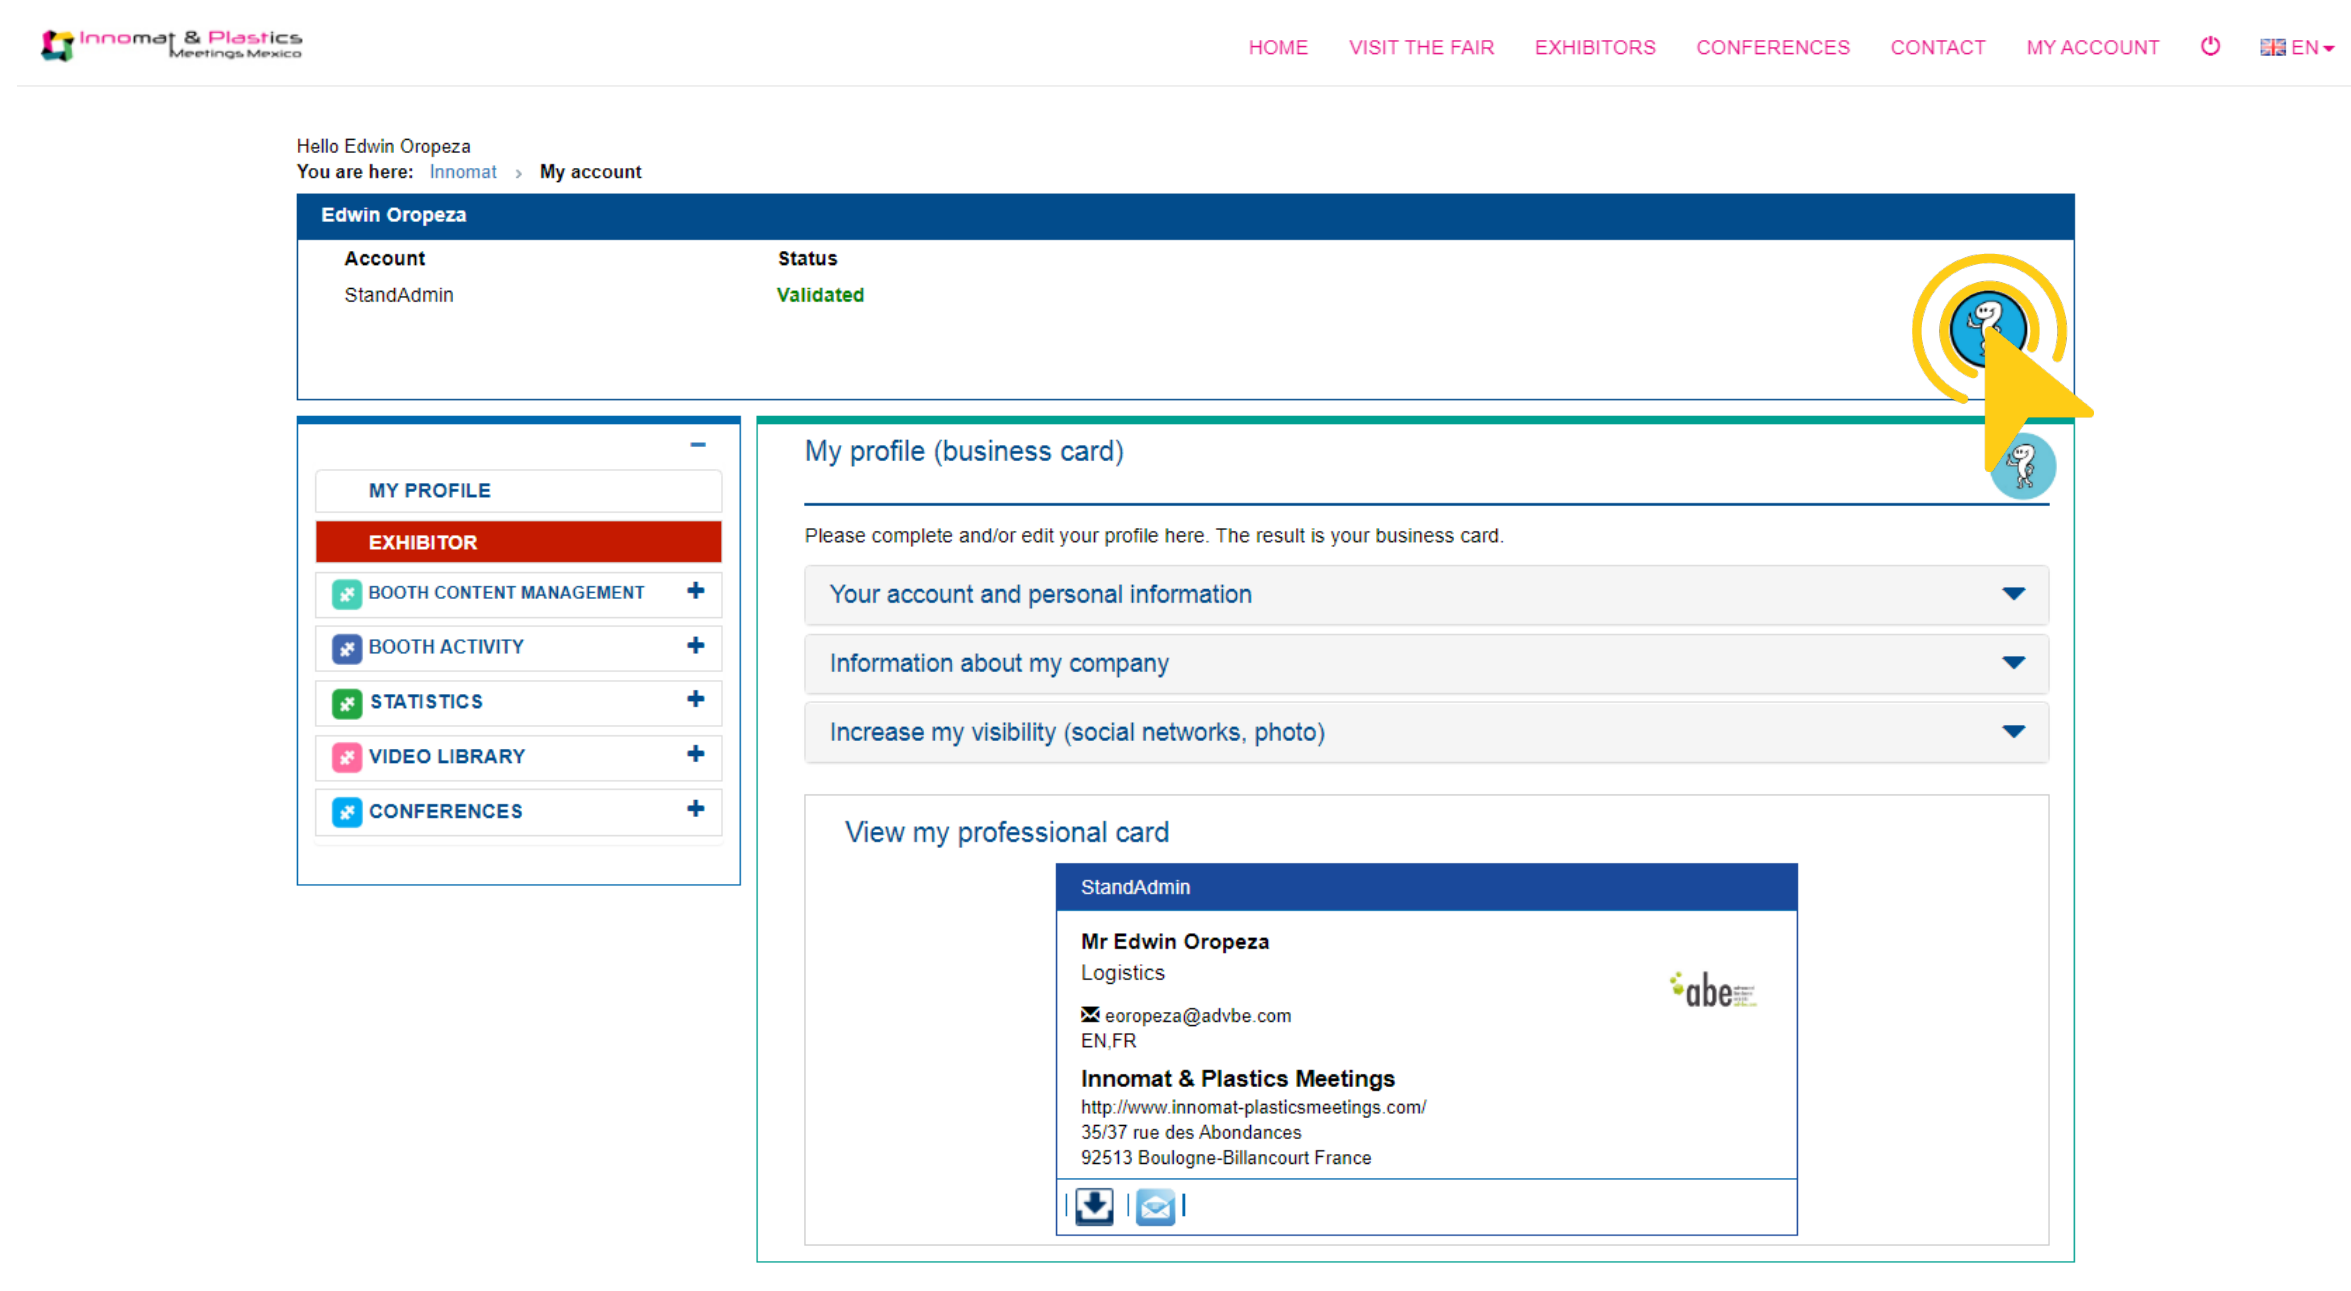 Innomat & Plastics
Meetings Mexico
HOME VISIT THE FAIR EXHIBITORS CONFERENCES CONTACT MY ACCOUNT EN
Hello Edwin Oropeza
You are here: Innomat › My account
Edwin Oropeza
Account Status
StandAdmin Validated
MY PROFILE
EXHIBITOR
BOOTH CONTENT MANAGEMENT
BOOTH ACTIVITY
STATISTICS
VIDEO LIBRARY
CONFERENCES
My profile (business card)
Please complete and/or edit your profile here. The result is your business card.
Your account and personal information
Information about my company
Increase my visibility (social networks, photo)
View my professional card
StandAdmin
Mr Edwin Oropeza
Logistics
abe
eoropeza@advbe.com
EN,FR
Innomat & Plastics Meetings
http://www.innomat-plasticsmeetings.com/
35/37 rue des Abondances
92513 Boulogne-Billancourt France